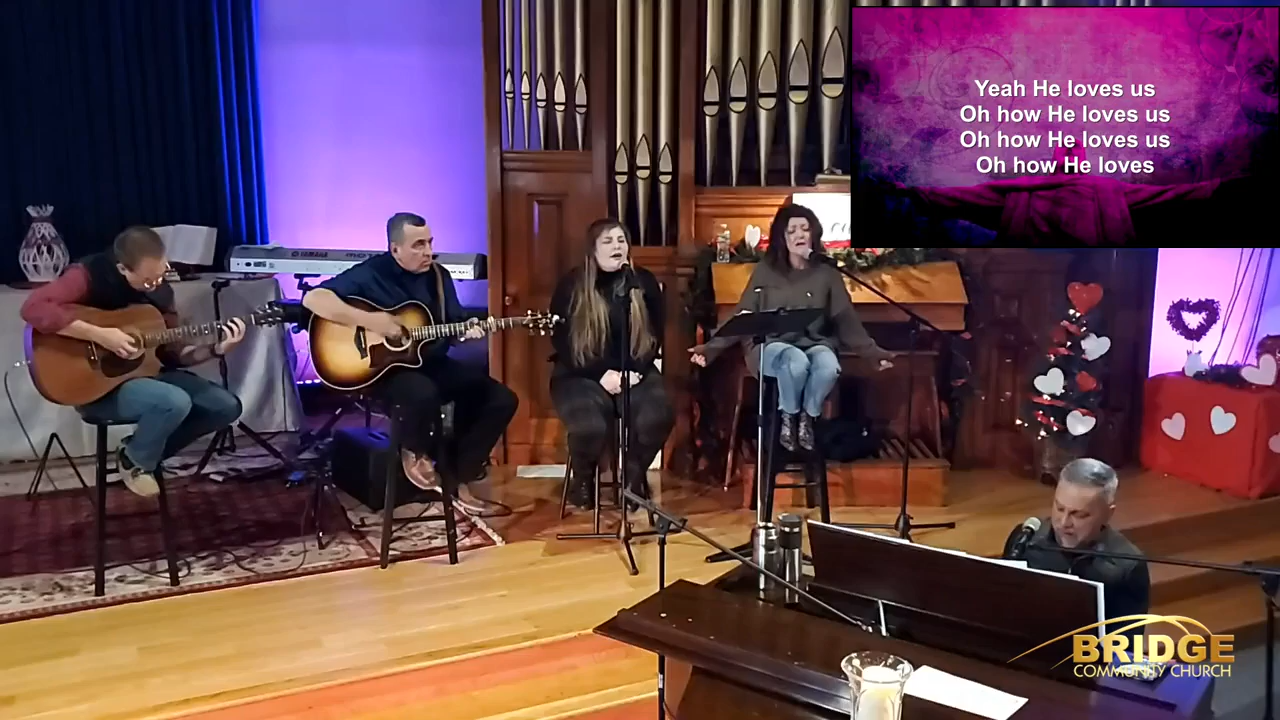 Yeah He loves us
Oh how He loves us
Oh how He loves us
Oh how He loves
YAMAHA
BRIDGE
COMMUNITY CHURCH